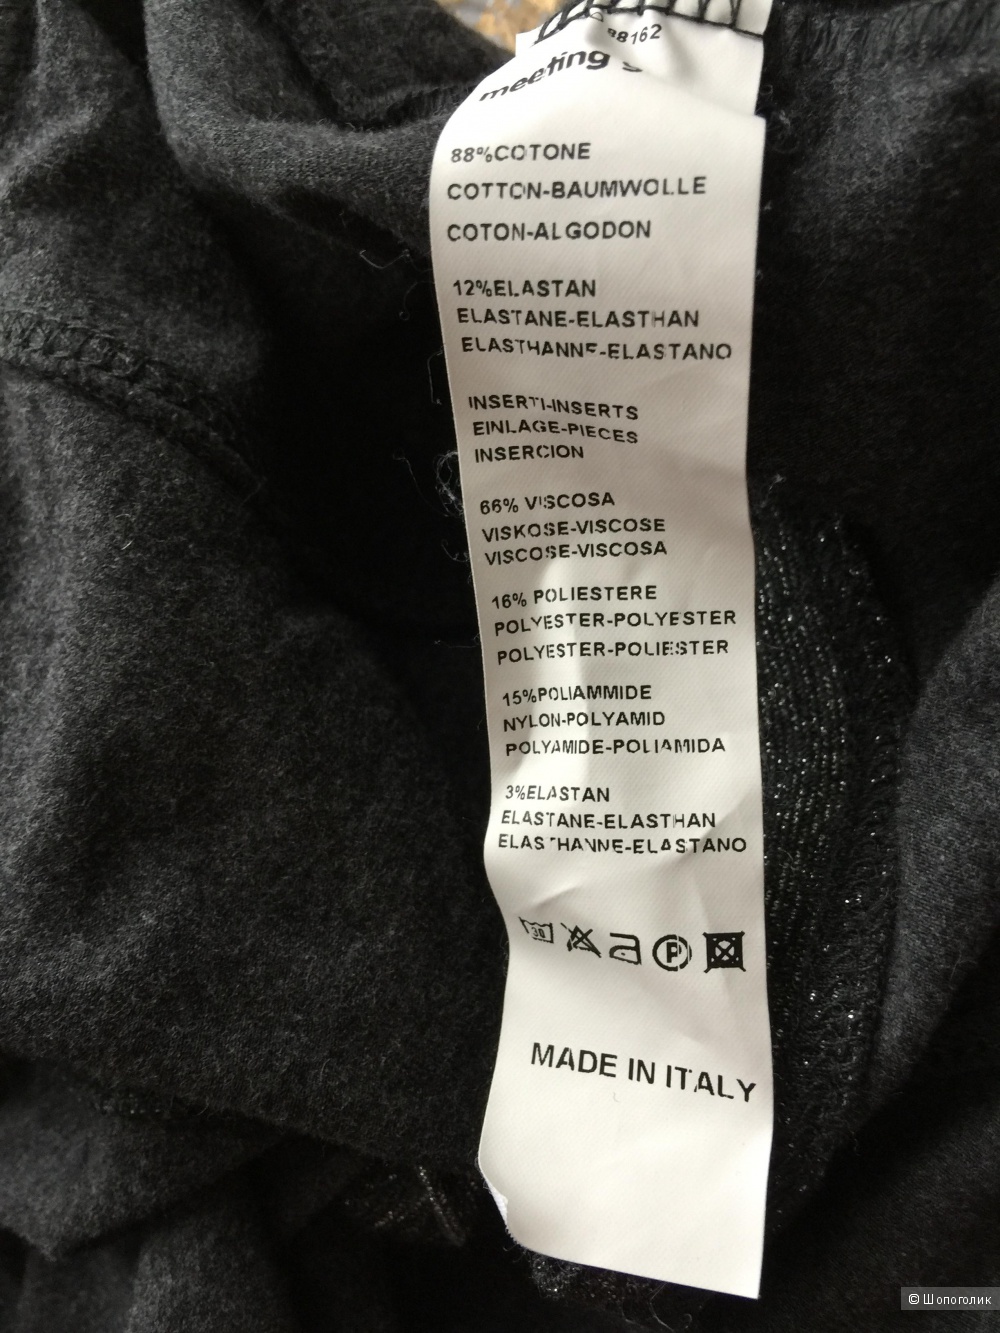 98162
meeting
88%COTONE
COTTON-BAUMWOLLE
COTON-ALGODON
12%ELASTAN
ELASTANE-ELASTHAN
ELASTHANNE-ELASTANO
INSERTI-INSERTS
EINLAGE-PIECES
INSERCION
66% VISCOSA
VISKOSE-VISCOSE
VISCOSE-VISCOSA
16% POLIESTERE
POLYESTER-POLYESTER
POLYESTER-POLIESTER
15%POLIAMMIDE
NYLON-POLYAMID
POLYAMIDE-POLIAMIDA
3%ELASTAN
ELASTANE-ELASTHAN
ELASTHANNE-ELASTANO
30
P
MADE IN ITALY
© Шопоголик